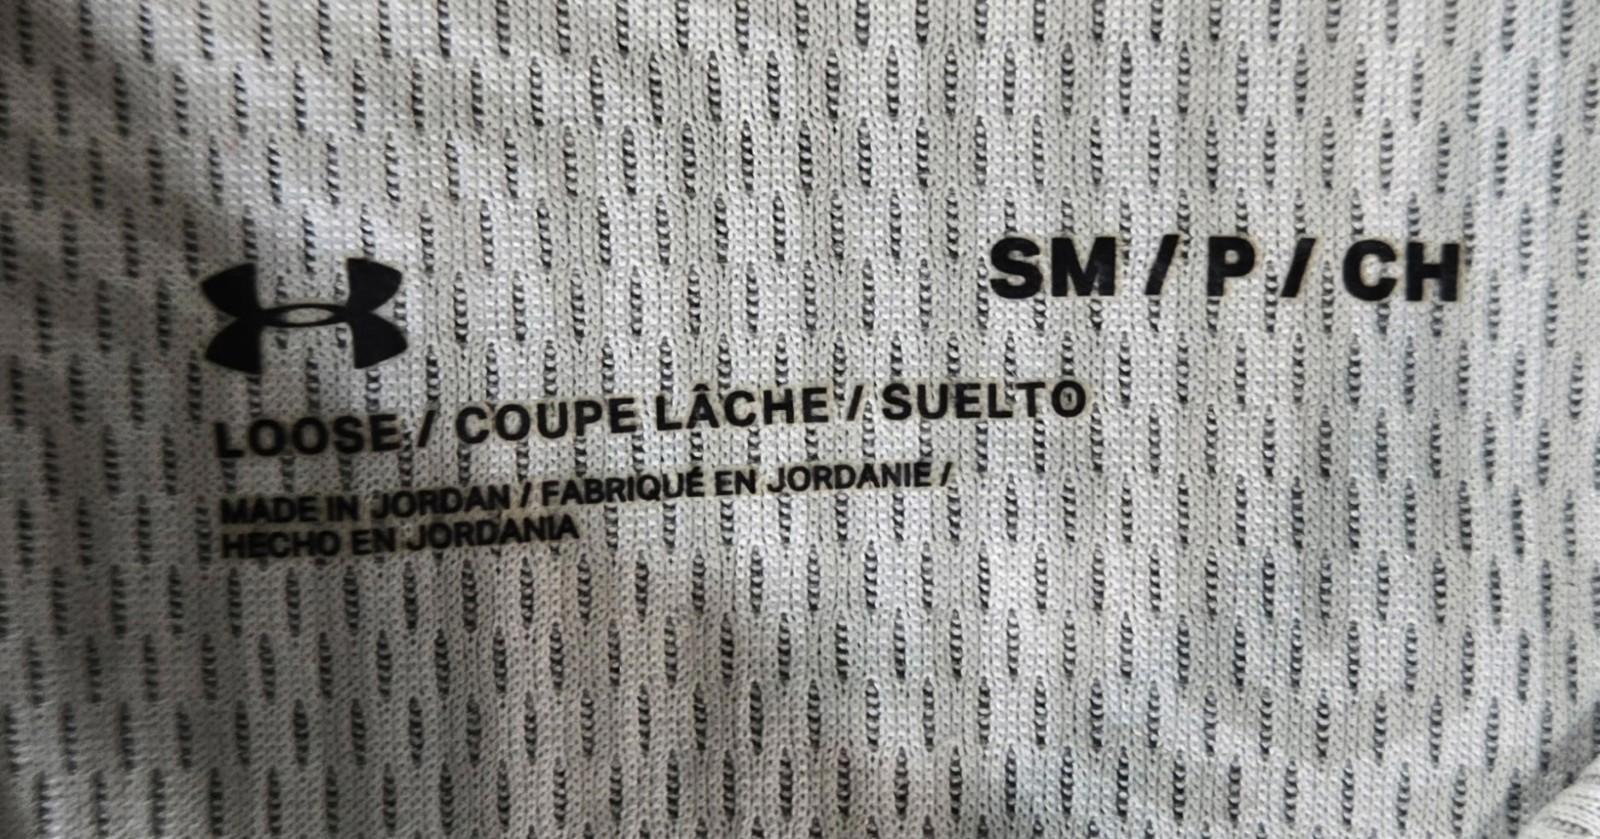 SM / P / CH
LOOSE / COUPE LÂCHE / SUELTO
MADE IN JORDAN / FABRIQUÉ EN JORDANIE /
HECHO EN JORDANIA